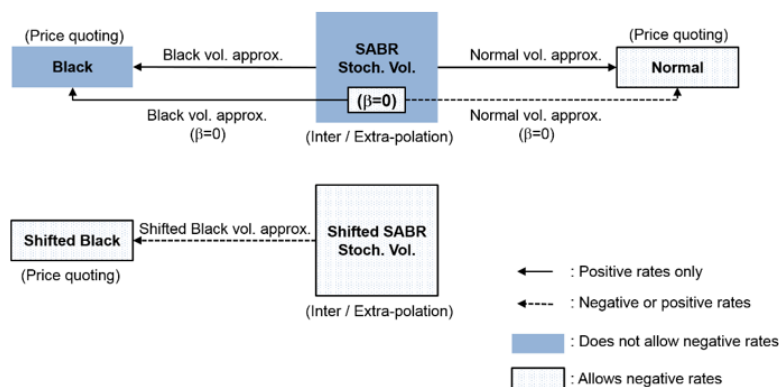 (Price quoting)
Black
Black vol. approx.
SABR
Stoch. Vol.
Normal vol. approx.
(Price quoting)
Normal
(β=0)
Black vol. approx.
(β=0)
Normal vol. approx.
(β=0)
(Inter / Extra-polation)
Shifted Black
(Price quoting)
Shifted Black vol. approx.
Shifted SABR
Stoch. Vol.
(Inter / Extra-polation)
: Positive rates only
: Negative or positive rates
: Does not allow negative rates
: Allows negative rates